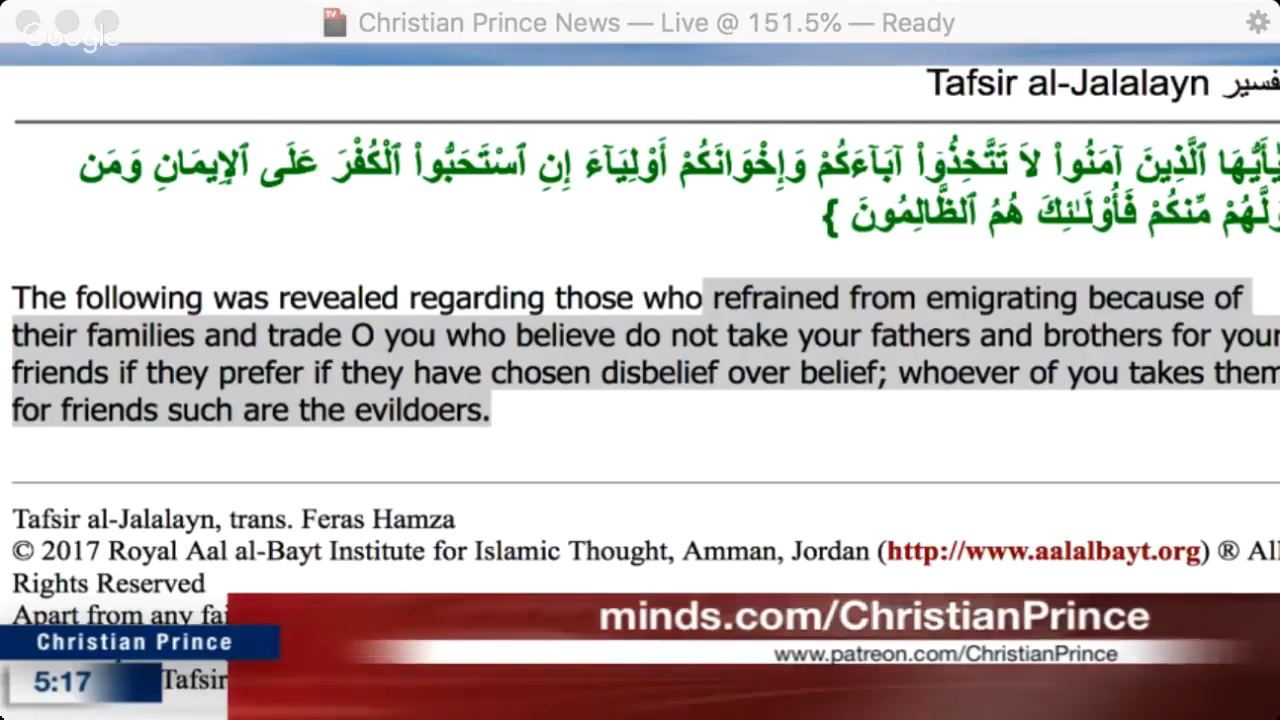 Google
Christian Prince News — Live @ 151.5% — Ready
Tafsir al-Jalalayn
يٰأَيُّهَا ٱلَّذِينَ آمَنُواْ لاَ تَتَّخِذُوۤاْ آبَآءَكُمْ وَإِخْوَانَكُمْ أَوْلِيَآءَ إِنِ ٱسْتَحَبُّواْ ٱلْكُفْرَ عَلَى ٱلإِيمَانِ وَمَن
مِّنكُمْ فَأُوْلَـٰئِكَ هُمُ ٱلظَّالِمُونَ }
The following was revealed regarding those who refrained from emigrating because of
their families and trade O you who believe do not take your fathers and brothers for your
friends if they prefer if they have chosen disbelief over belief; whoever of you takes them
for friends such are the evildoers.
Tafsir al-Jalalayn, trans. Feras Hamza
© 2017 Royal Aal al-Bayt Institute for Islamic Thought, Amman, Jordan (http://www.aalalbayt.org) ® All
Rights Reserved
Apart from any fai
minds.com/ChristianPrince
Christian Prince
www.patreon.com/ChristianPrince
5:17
Tafsir